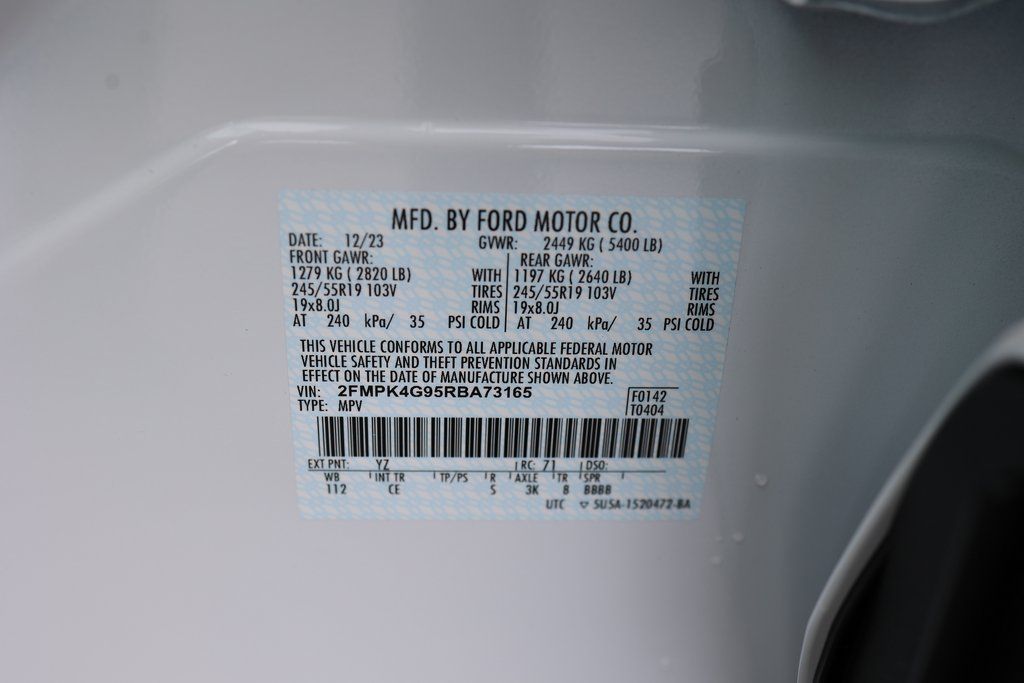 MFD. BY FORD MOTOR CO.
DATE: 12/23 GVWR: 2449 KG ( 5400 LB)
FRONT GAWR: REAR GAWR:
1279 KG ( 2820 LB) WITH 1197 KG ( 2640 LB) WITH
245/55R19 103V TIRES 245/55R19 103V TIRES
19x8.0J RIMS 19x8.0J RIMS
AT 240 kPa/ 35 PSI COLD AT 240 kPa/ 35 PSI COLD
THIS VEHICLE CONFORMS TO ALL APPLICABLE FEDERAL MOTOR
VEHICLE SAFETY AND THEFT PREVENTION STANDARDS IN
EFFECT ON THE DATE OF MANUFACTURE SHOWN ABOVE.
VIN: 2FMPK4G95RBA73165 F0142
TYPE: MPV T0404
EXT PNT: YZ RC: 71 DSO:
WB INT TR TP/PS R AXLE TR SPR
112 CE S 3K 8 8888
UTC ▽ SUSA-1520472-BA